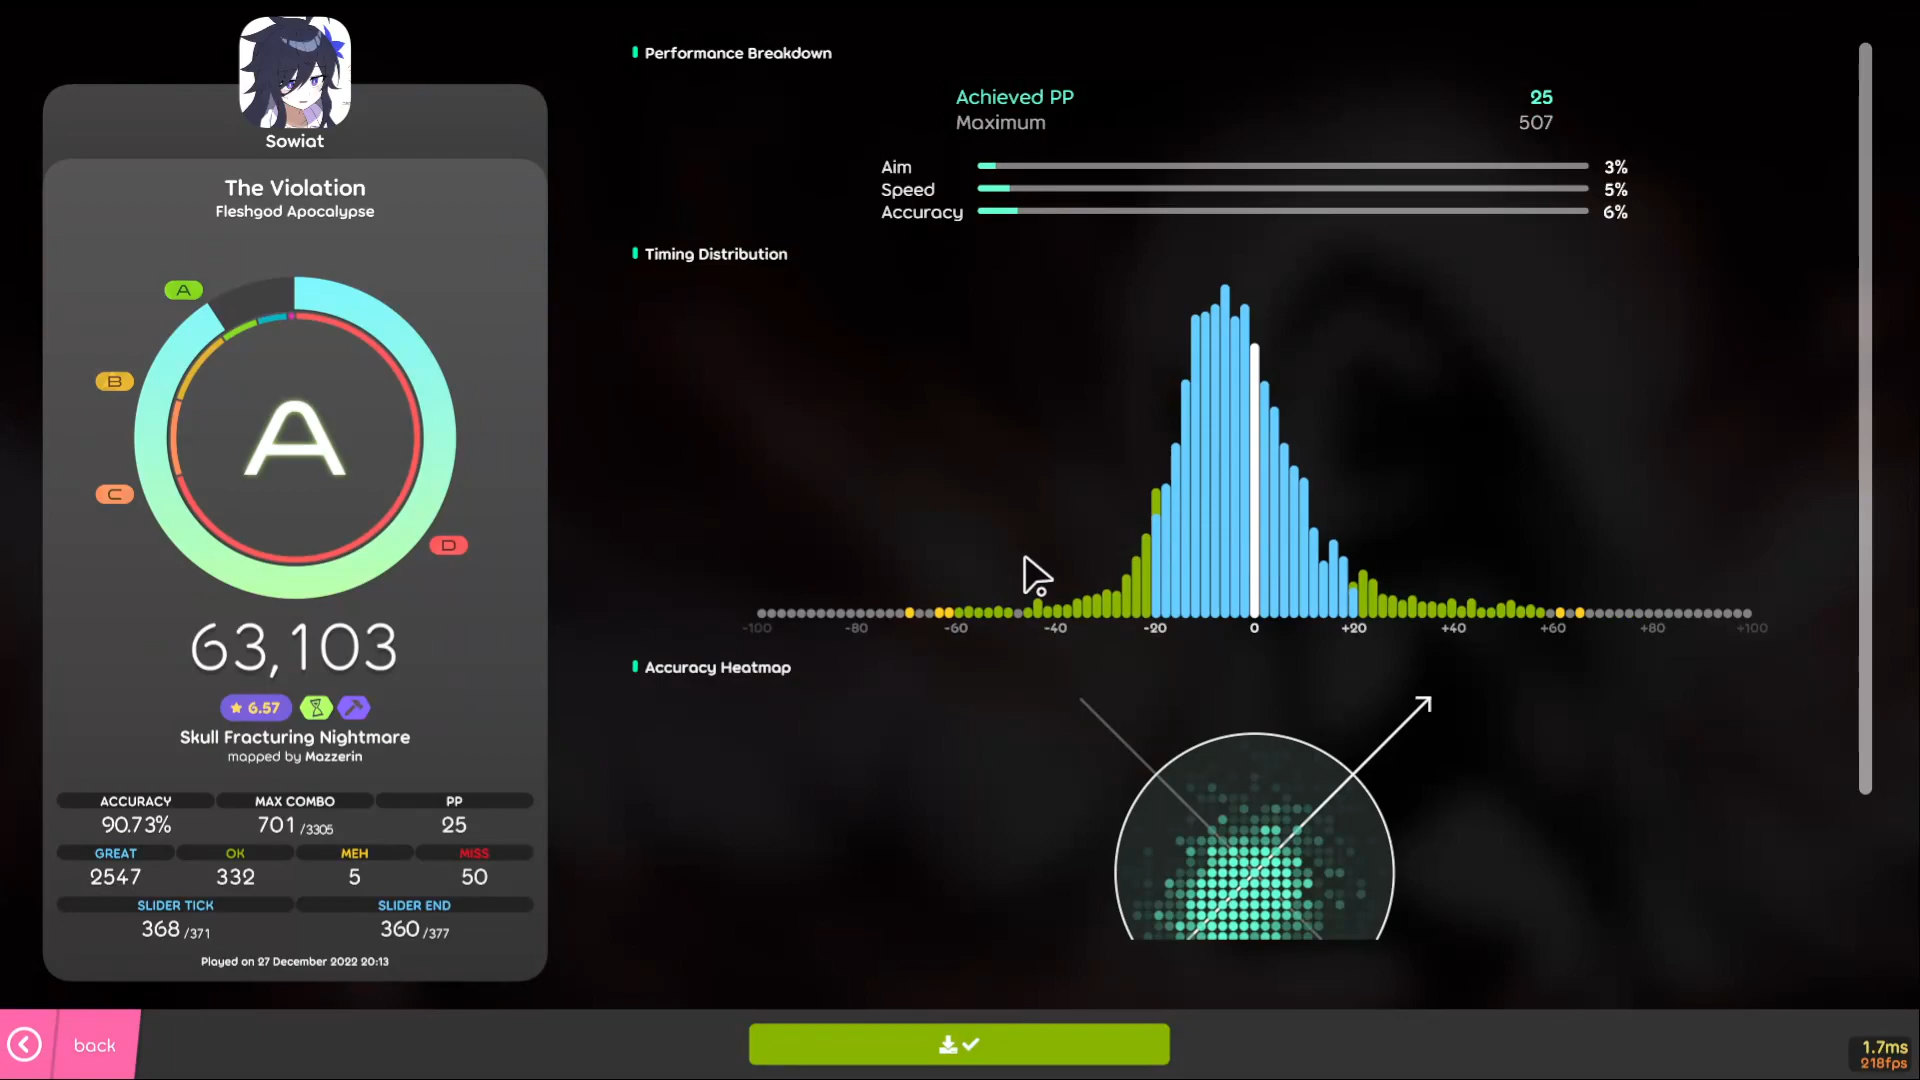 Sowiat
The Violation
Fleshgod Apocalypse
A
B
C
D
A
63,103
6.57
Skull Fracturing Nightmare
mapped by Mazzerin
ACCURACY MAX COMBO PP
90.73% 701/3305 25
GREAT OK MEH MISS
2547 332 5 50
SLIDER TICK SLIDER END
368/371 360/377
Played on 27 December 2022 20:13
Performance Breakdown
Achieved PP 25
Maximum 507
Aim 3%
Speed 5%
Accuracy 6%
Timing Distribution
-100 -80 -60 -40 -20 0 +20 +40 +60 +80 +100
Accuracy Heatmap
back
1.7ms
218fps